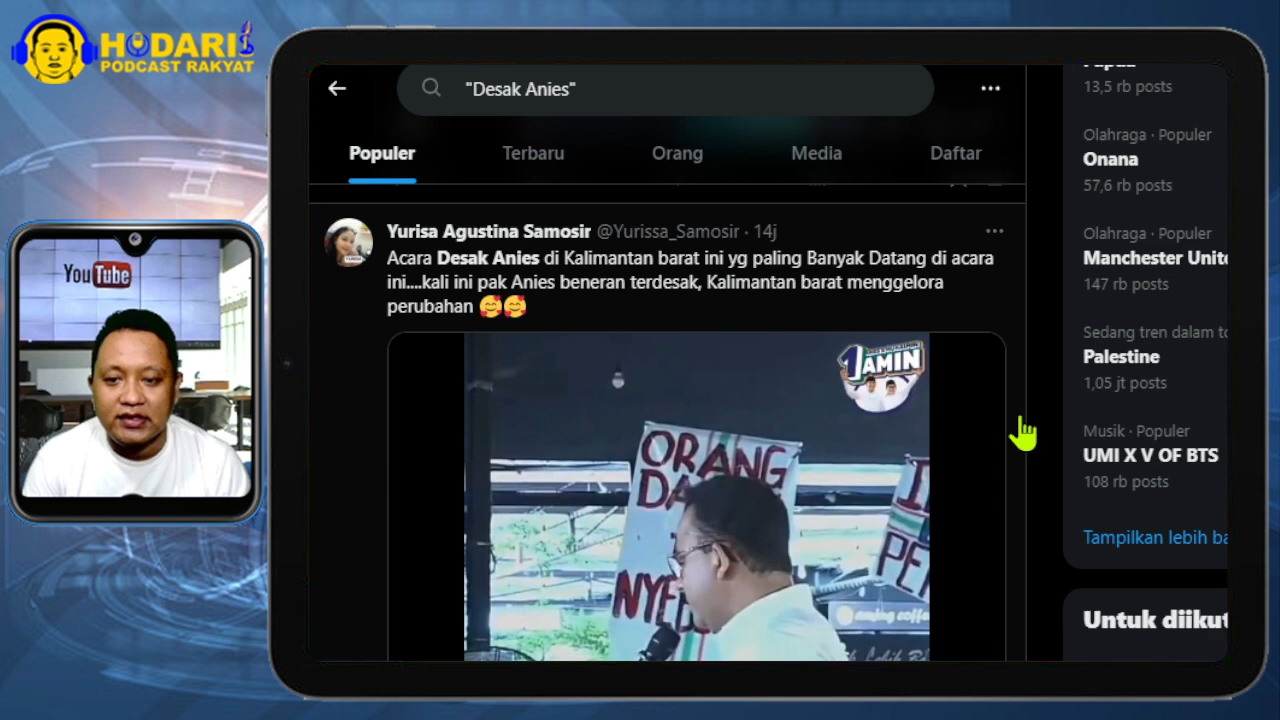 HODARI
PODCAST RAKYAT
YouTube
"Desak Anies"
Populer
Terbaru
Orang
Media
Daftar
Yurisa Agustina Samosir @Yurissa_Samosir · 14j
Acara Desak Anies di Kalimantan barat ini yg paling Banyak Datang di acara
ini....kali ini pak Anies beneran terdesak, Kalimantan barat menggelora
perubahan 🥰🥰
1
AMIN
ORANG
13,5 rb posts
Olahraga · Populer
Onana
57,6 rb posts
Olahraga · Populer
Manchester Unite
147 rb posts
Sedang tren dalam to
Palestine
1,05 jt posts
Musik · Populer
UMI X V OF BTS
108 rb posts
Tampilkan lebih ba
Untuk diikut